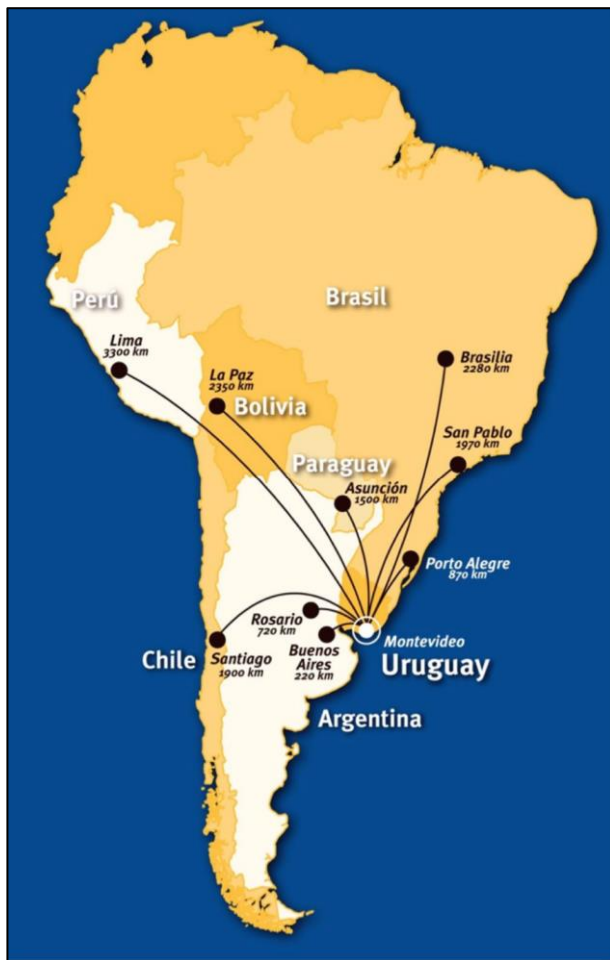 Perú
Brasil
Lima
3300 km
Brasilia
2280 km
La Paz
2350 km
Bolivia
San Pablo
1970 km
Paraguay
Asunción
1500 km
Porto Alegre
870 km
Rosario
720 km
Montevideo
Uruguay
Buenos
Aires
220 km
Chile
Santiago
1900 km
Argentina